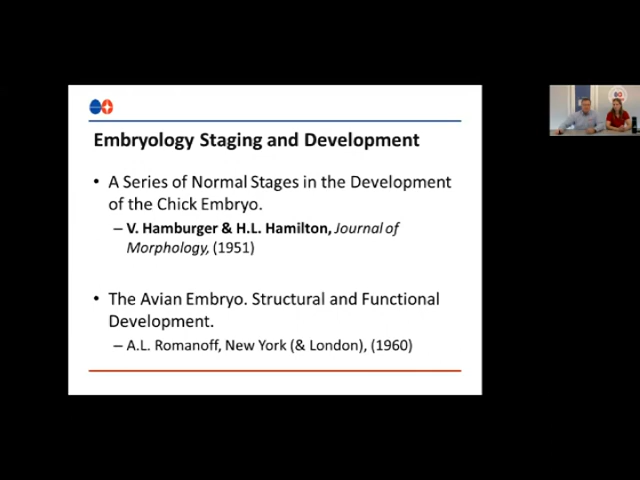 Embryology Staging and Development
• A Series of Normal Stages in the Development
of the Chick Embryo.
– V. Hamburger & H.L. Hamilton, Journal of
Morphology, (1951)
• The Avian Embryo. Structural and Functional
Development.
– A.L. Romanoff, New York (& London), (1960)